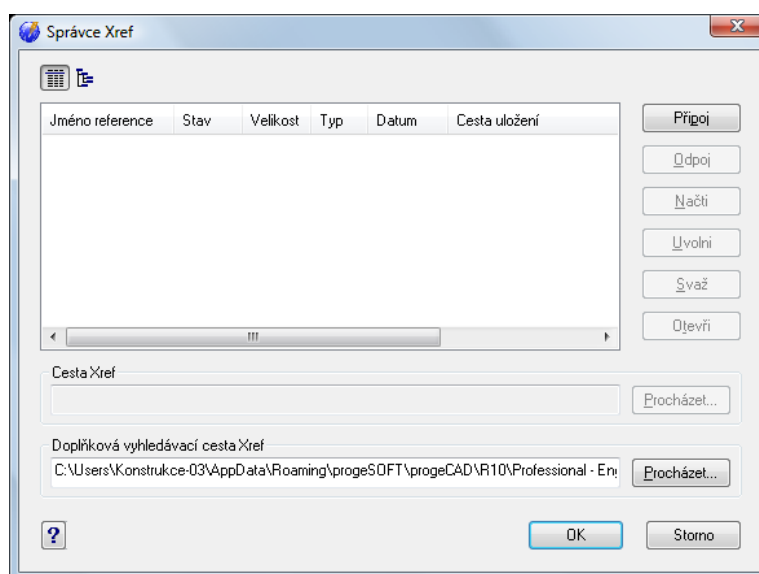 Správce Xref
Jméno reference Stav Velikost Typ Datum Cesta uložení
Připoj
Odpoj
Načti
Uvolni
Svaž
Otevři
Cesta Xref
Procházet...
Doplňková vyhledávací cesta Xref
C:\Users\Konstrukce-03\AppData\Roaming\progeSOFT\progeCAD\R10\Professional - Eng
Procházet...
?
OK
Storno